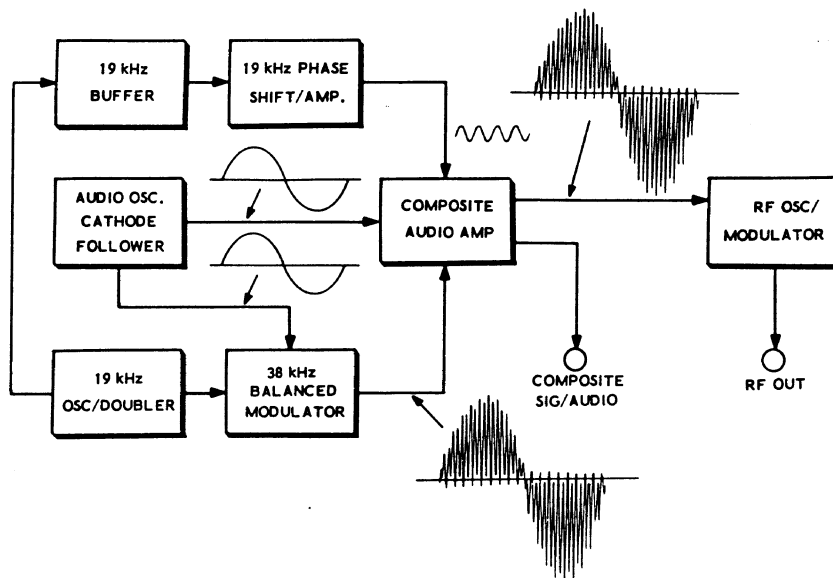 19 kHz
BUFFER
19 kHz PHASE
SHIFT/AMP.
AUDIO OSC.
CATHODE
FOLLOWER
COMPOSITE
AUDIO AMP
RF OSC/
MODULATOR
19 kHz
OSC/DOUBLER
38 kHz
BALANCED
MODULATOR
COMPOSITE
SIG/AUDIO
RF OUT